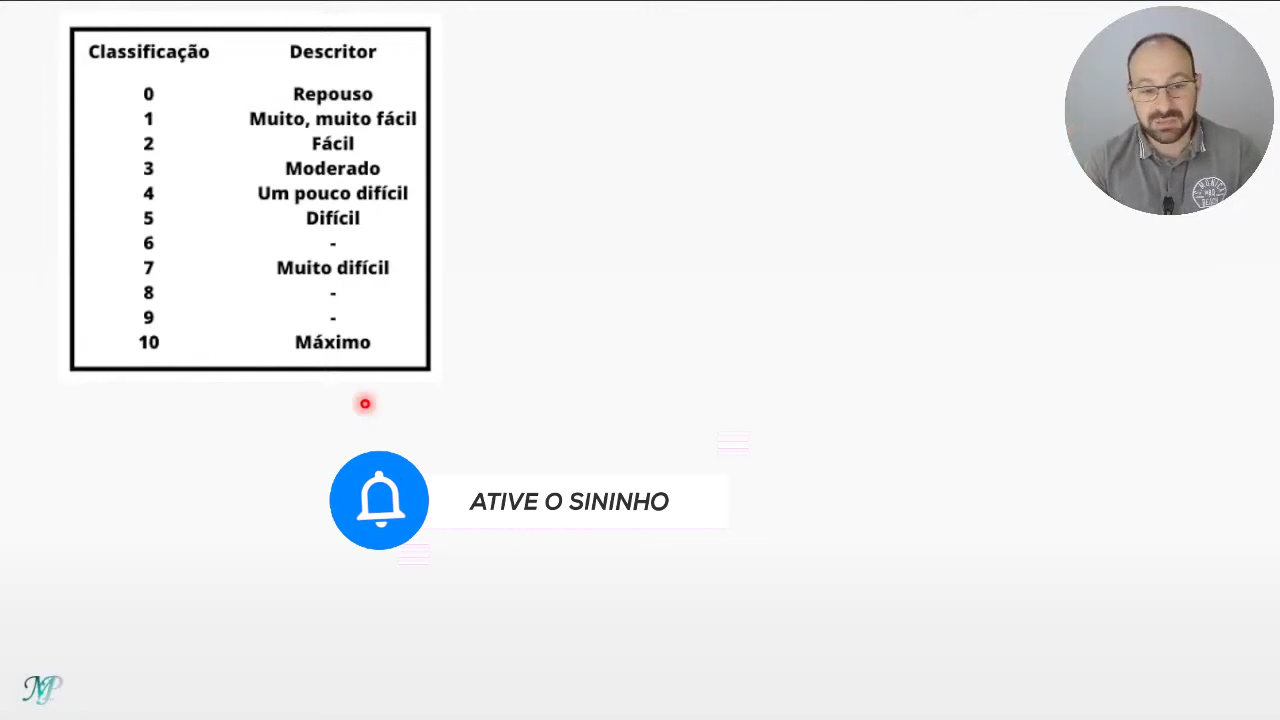 Classificação Descritor
0 Repouso
1 Muito, muito fácil
2 Fácil
3 Moderado
4 Um pouco difícil
5 Difícil
6 -
7 Muito difícil
8 -
9 -
10 Máximo
ATIVE O SININHO
MP